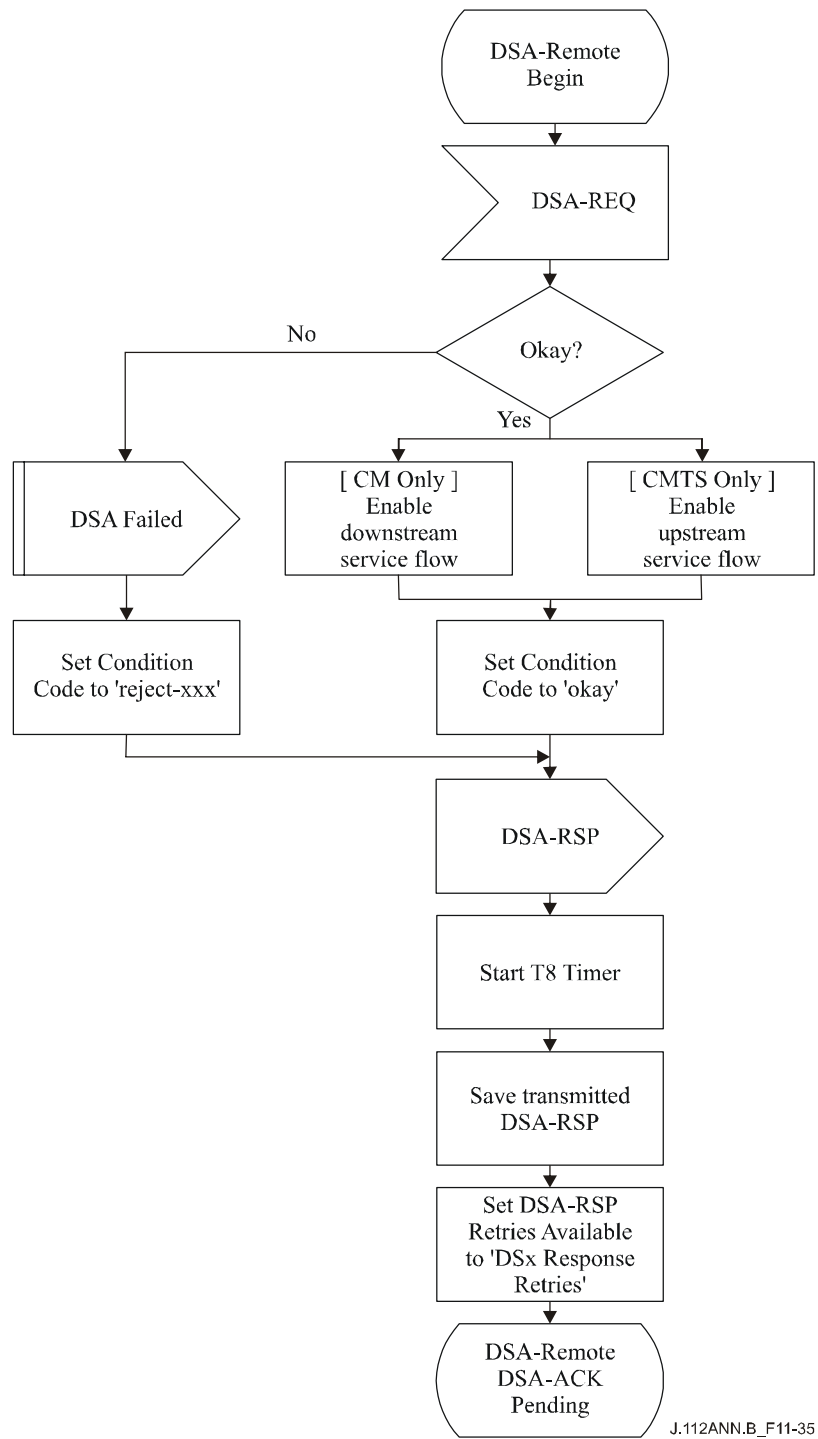 DSA-Remote
Begin
DSA-REQ
Okay?
No
Yes
DSA Failed
[ CM Only ]
Enable
downstream
service flow
[ CMTS Only ]
Enable
upstream
service flow
Set Condition
Code to 'reject-xxx'
Set Condition
Code to 'okay'
DSA-RSP
Start T8 Timer
Save transmitted
DSA-RSP
Set DSA-RSP
Retries Available
to 'DSx Response
Retries'
DSA-Remote
DSA-ACK
Pending
J.112ANN.B_F11-35